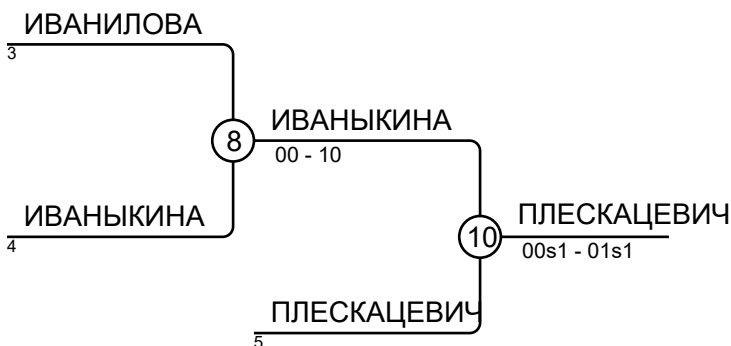 ИВАНИЛОВА
3
8
ИВАНЫКИНА
00 - 10
ИВАНЫКИНА
4
10
ПЛЕСКАЦЕВИЧ
00s1 - 01s1
ПЛЕСКАЦЕВИЧ
5